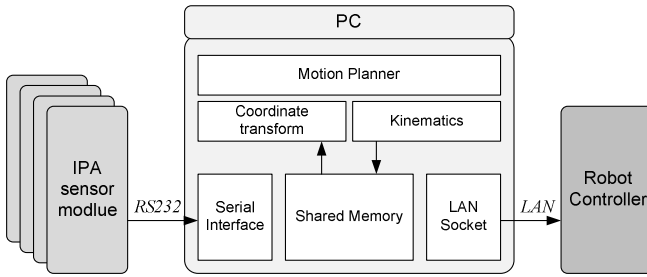 PC
Motion Planner
Coordinate
transform
Kinematics
IPA
sensor
modlue
RS232
Serial
Interface
Shared Memory
LAN
Socket
LAN
Robot
Controller